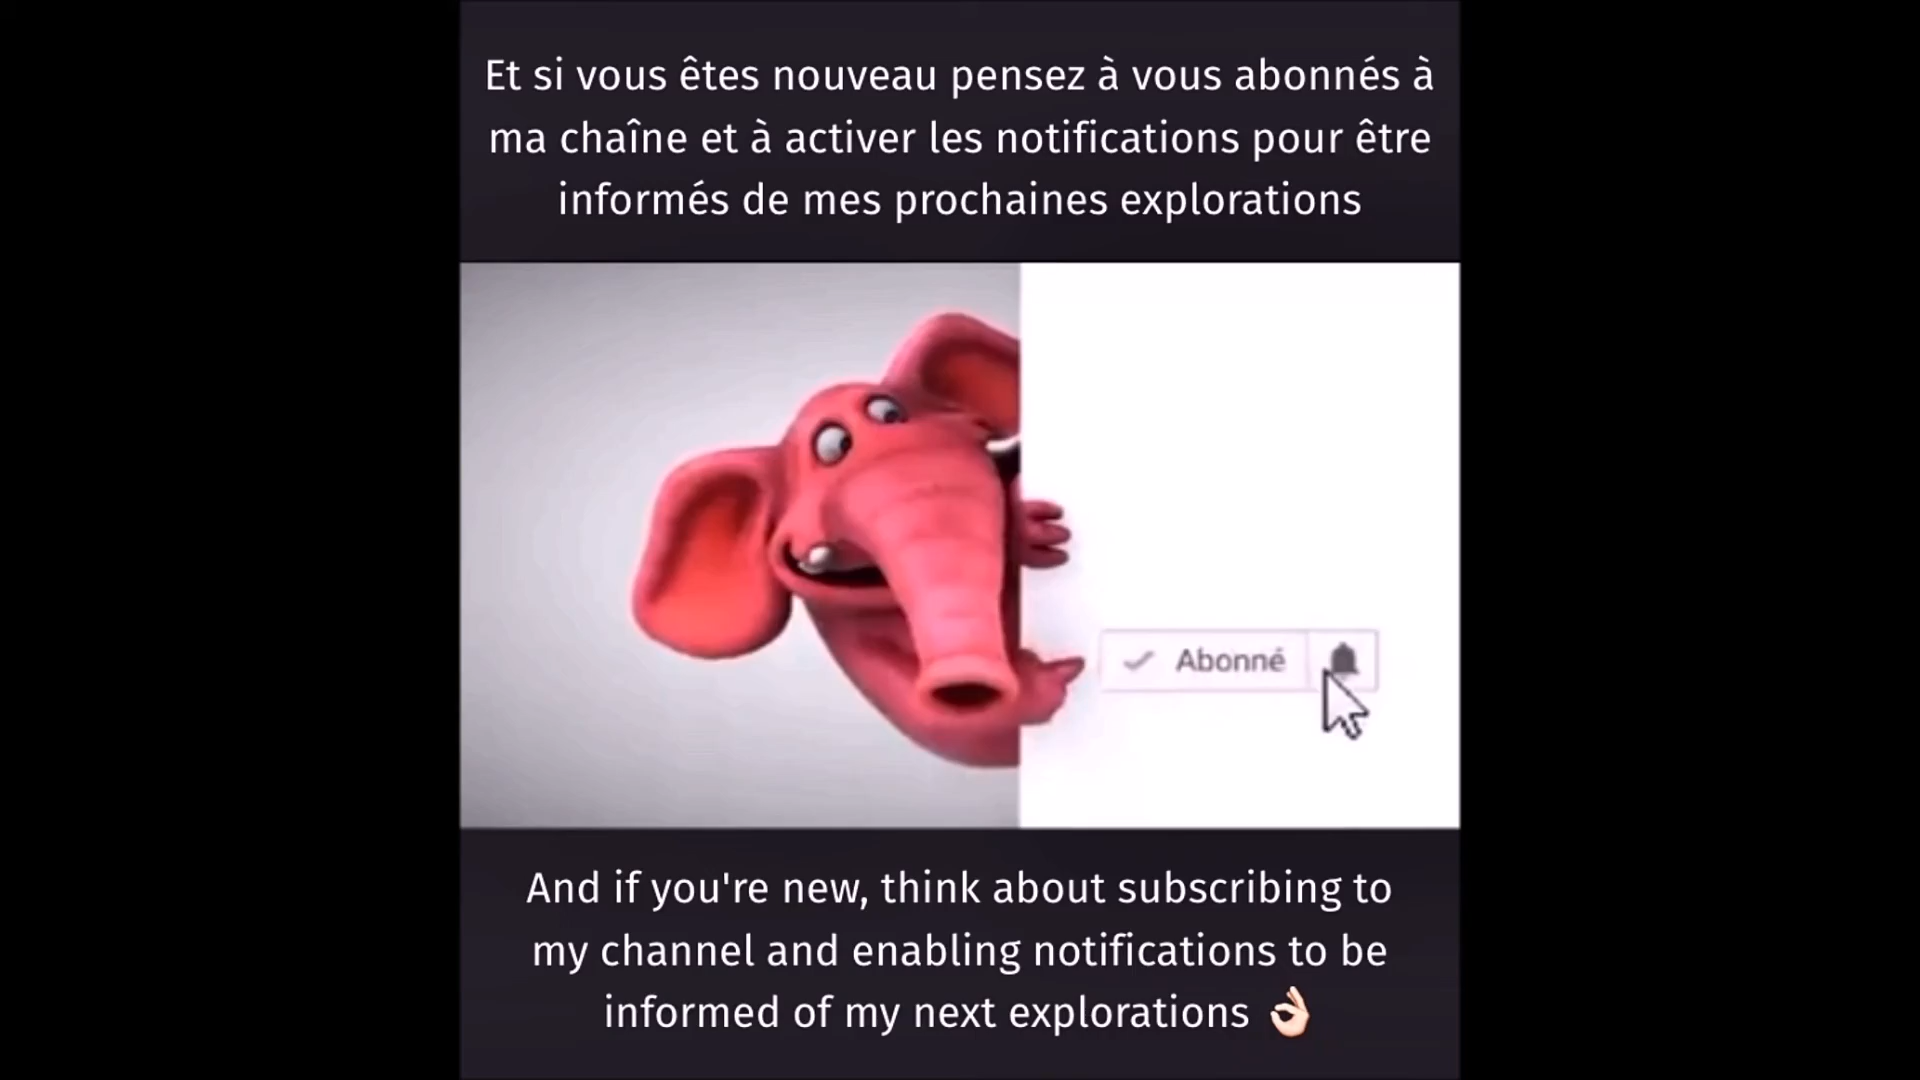 Et si vous êtes nouveau pensez à vous abonnés à
ma chaîne et à activer les notifications pour être
informés de mes prochaines explorations
Abonné
And if you're new, think about subscribing to
my channel and enabling notifications to be
informed of my next explorations 👌🏻